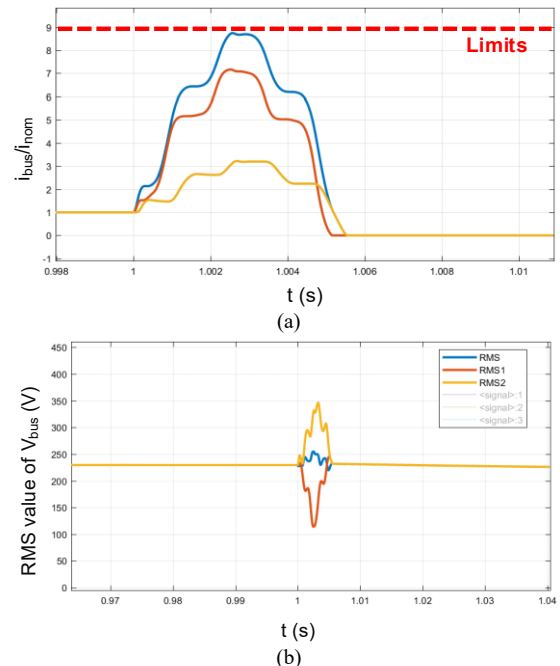 9
8
7
6
5
4
3
2
1
0
-1
Limits
i_bus/i_nom
0.998 1 1.002 1.004 1.006 1.008 1.01
t (s)
(a)
450
400
350
300
250
200
150
100
50
0
RMS
RMS1
RMS2
<signal>:1
<signal>:2
<signal>:3
RMS value of V_bus (V)
0.97 0.98 0.99 1 1.01 1.02 1.03 1.04
t (s)
(b)